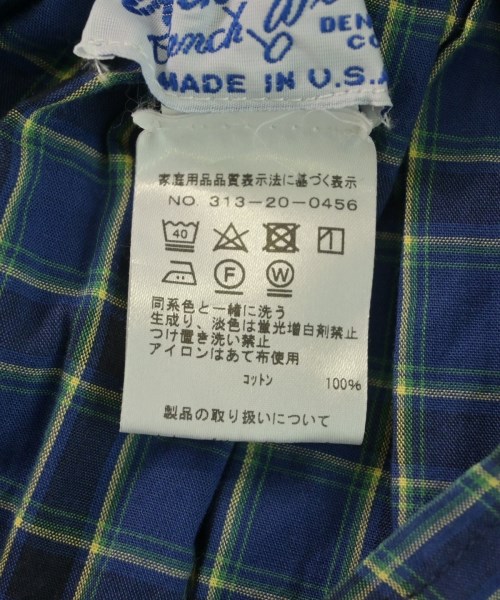 Ranch W
DEN
CO
MADE IN U.S.A
家庭用品品質表示法に基づく表示
NO. 313-20-0456
40
F W
同系色と一緒に洗う
生成り、淡色は蛍光増白剤禁止
つけ置き洗い禁止
アイロンはあて布使用
コットン 100%
製品の取り扱いについて